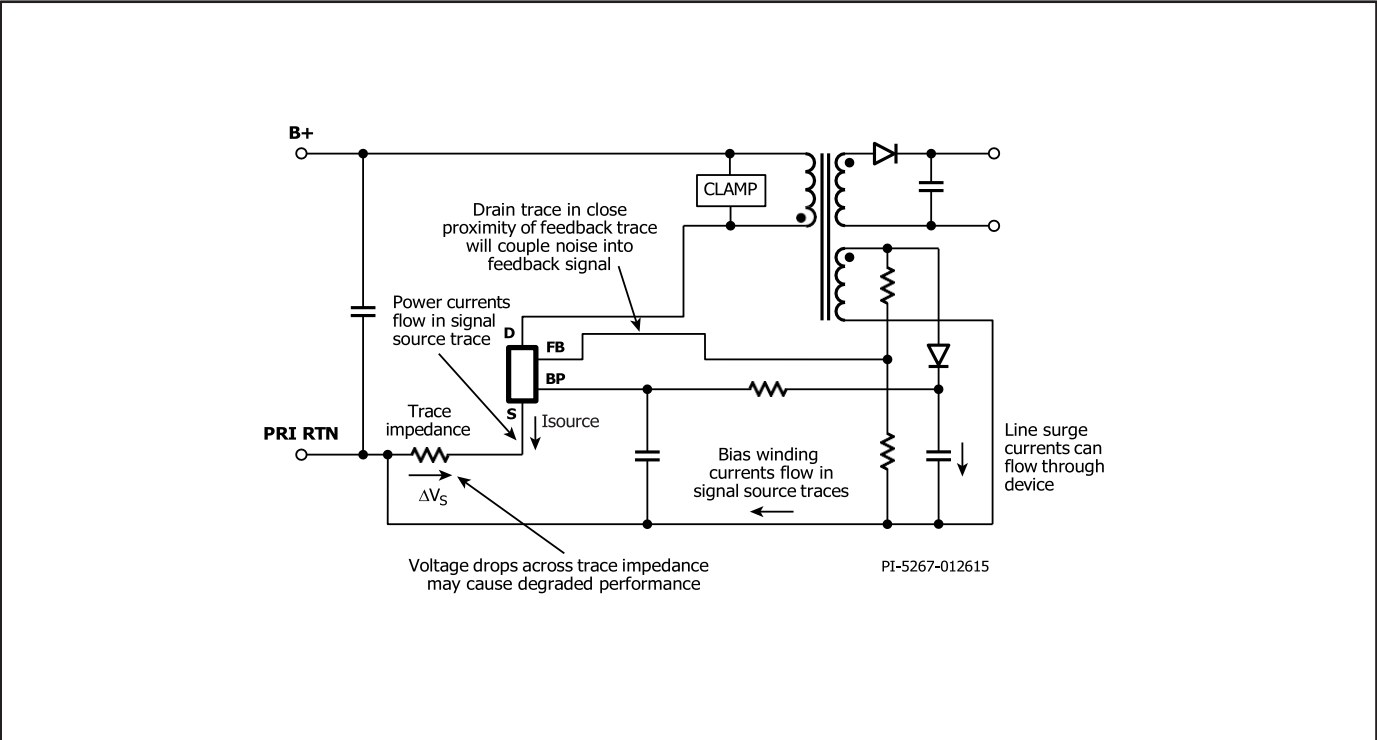 B+
CLAMP
Drain trace in close
proximity of feedback trace
will couple noise into
feedback signal
Power currents
flow in signal
source trace
D
FB
BP
S
Isource
Trace
impedance
PRI RTN
ΔVS
Bias winding
currents flow in
signal source traces
Line surge
currents can
flow through
device
Voltage drops across trace impedance
may cause degraded performance
PI-5267-012615